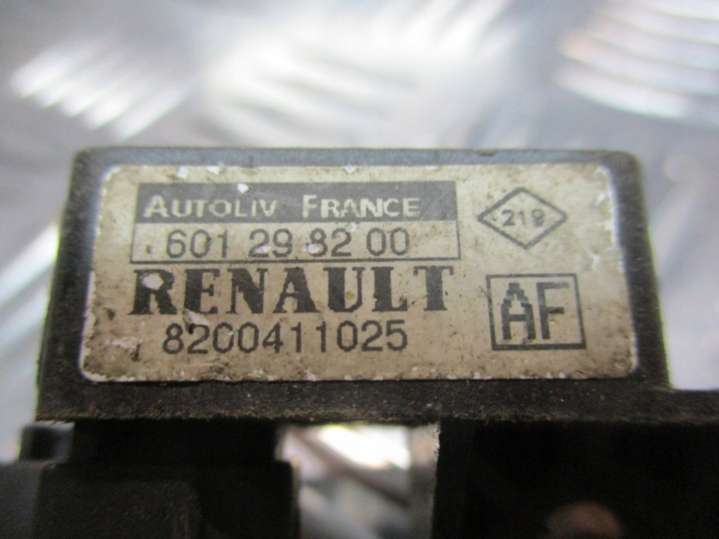 AUTOLIV FRANCE
219
601 29 82 00
RENAULT
AF
8200411025